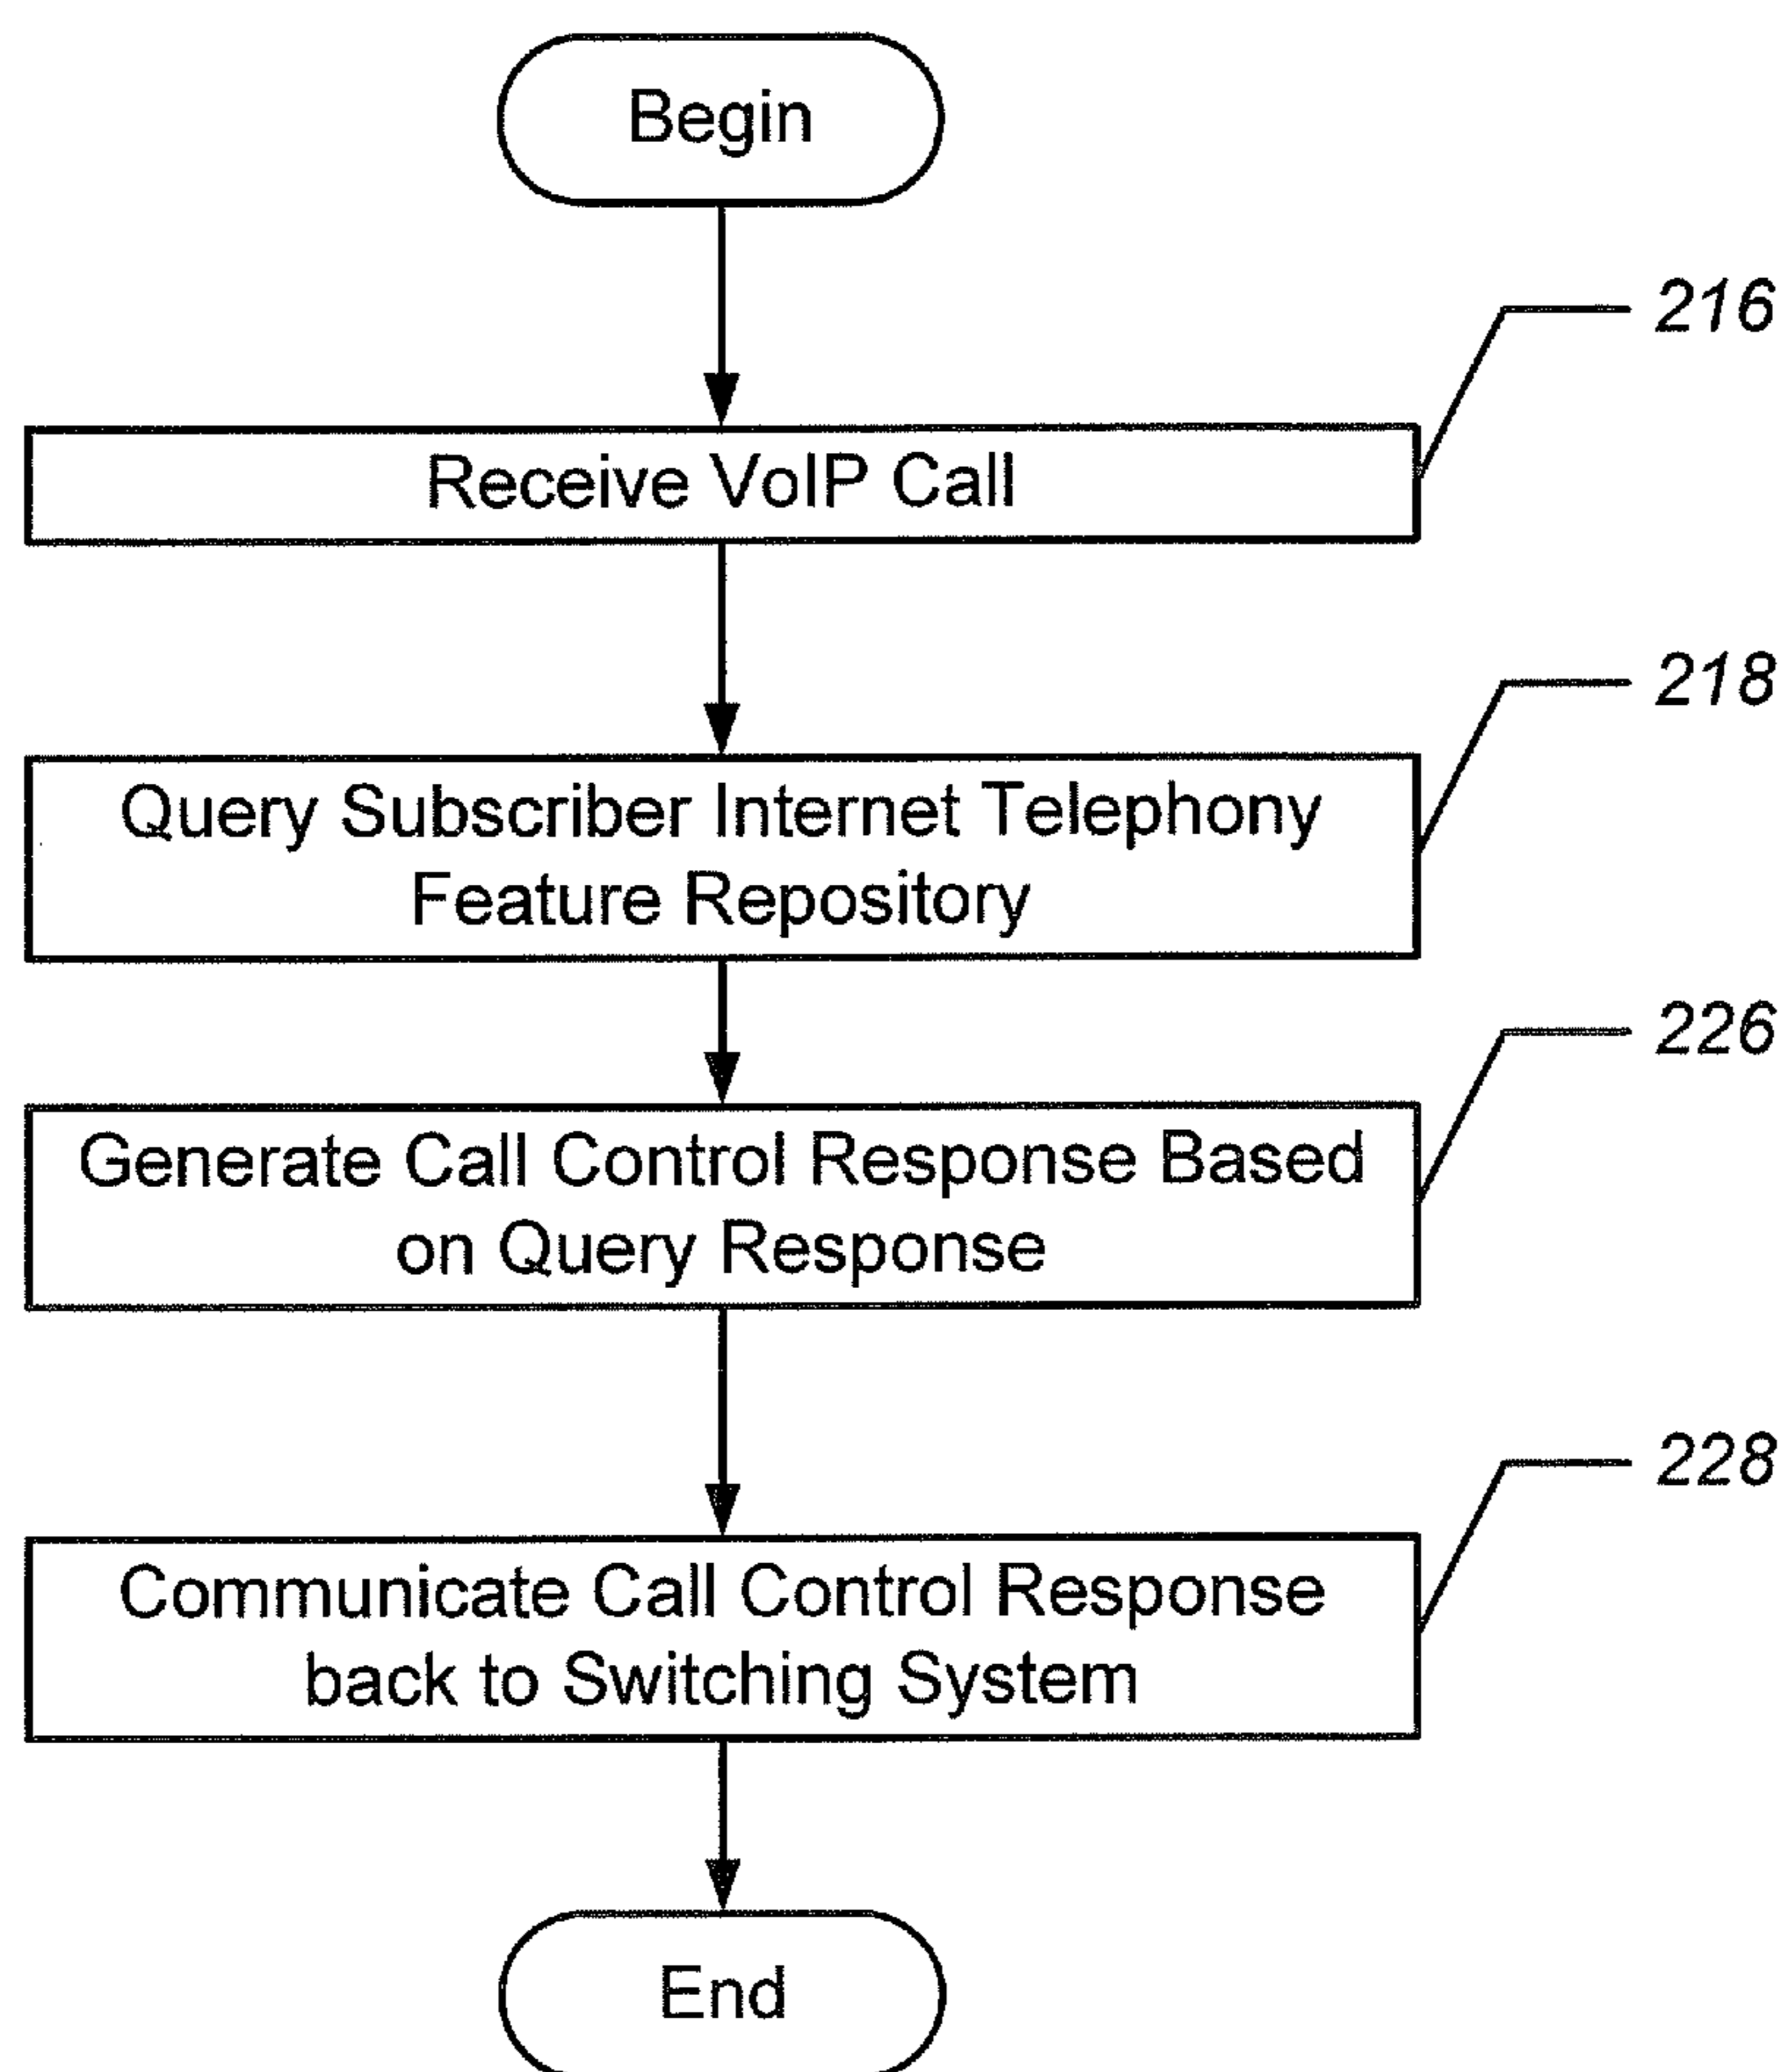 Begin
216
Receive VoIP Call
218
Query Subscriber Internet Telephony
Feature Repository
226
Generate Call Control Response Based
on Query Response
228
Communicate Call Control Response
back to Switching System
End